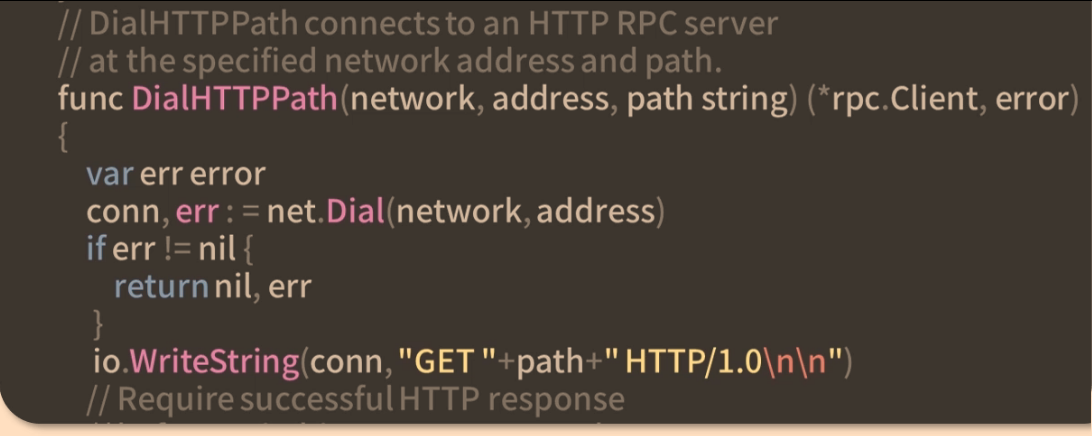 // DialHTTPPath connects to an HTTP RPC server
// at the specified network address and path.
func DialHTTPPath(network, address, path string) (*rpc.Client, error)
{
var err error
conn, err := net.Dial(network, address)
if err != nil {
return nil, err
}
io.WriteString(conn, "GET "+path+" HTTP/1.0\n\n")
// Require successful HTTP response